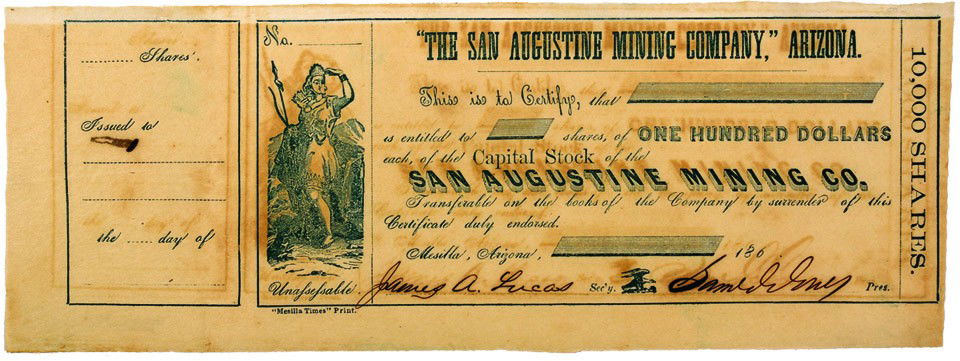 ......... Shares.
Issued to
the ...... day of
No.
"THE SAN AUGUSTINE MINING COMPANY," ARIZONA.
This is to Certify, that
is entitled to shares, of ONE HUNDRED DOLLARS
each, of the Capital Stock of the
SAN AUGUSTINE MINING CO.
Transferable on the books of the Company by surrender of this
Certificate duly endorsed.
Mesilla, Arizona, 186
Unafsefsable. James A. Lucas Sec'y. Pres.
"Mesilla Times" Print.
10,000 SHARES.